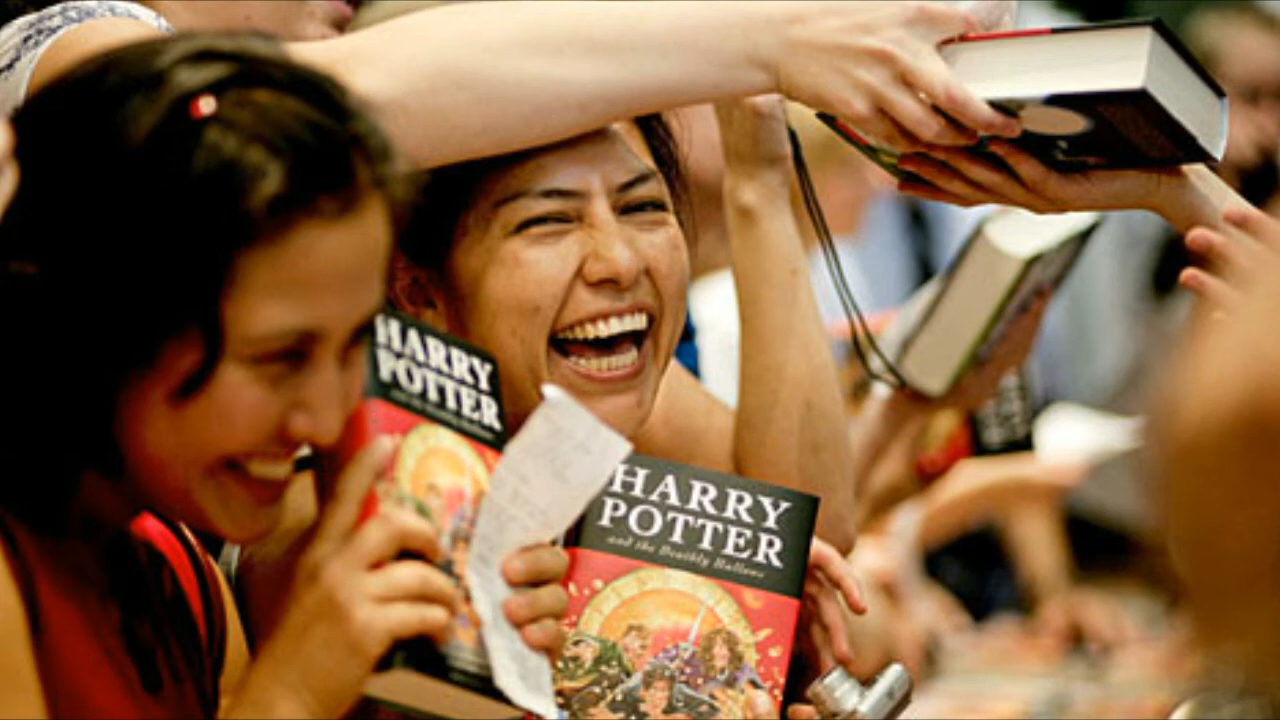 HARRY
POTTER
HARRY
POTTER
and the Deathly Hallows